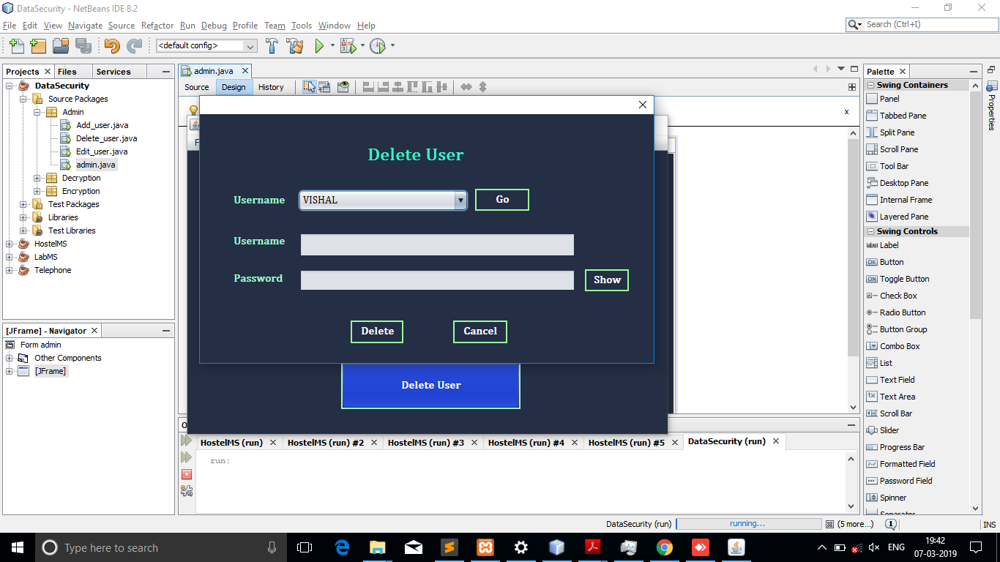 DataSecurity - NetBeans IDE 8.2
File Edit View Navigate Source Refactor Run Debug Profile Team Tools Window Help
Search (Ctrl+I)
<default config>
Projects Files Services
DataSecurity
Source Packages
Admin
Add_user.java
Delete_user.java
Edit_user.java
admin.java
Decryption
Encryption
Test Packages
Libraries
Test Libraries
HostelMS
LabMS
Telephone
[JFrame] - Navigator
Form admin
Other Components
[JFrame]
admin.java
Source Design History
x
F
Delete User
Username VISHAL Go
Username
Password Show
Delete Cancel
Delete User
O
HostelMS (run) HostelMS (run) #2 HostelMS (run) #3 HostelMS (run) #4 HostelMS (run) #5 DataSecurity (run)
run:
Palette
Swing Containers
Panel
Tabbed Pane
Split Pane
Scroll Pane
Tool Bar
Desktop Pane
Internal Frame
Layered Pane
Swing Controls
label Label
OK Button
ON Toggle Button
Check Box
Radio Button
Button Group
Combo Box
List
Text Field
Text Area
Scroll Bar
Slider
Progress Bar
Formatted Field
Password Field
Spinner
Separator
Properties
DataSecurity (run) running... (5 more...) 1 INS
Type here to search
ENG
19:42
07-03-2019